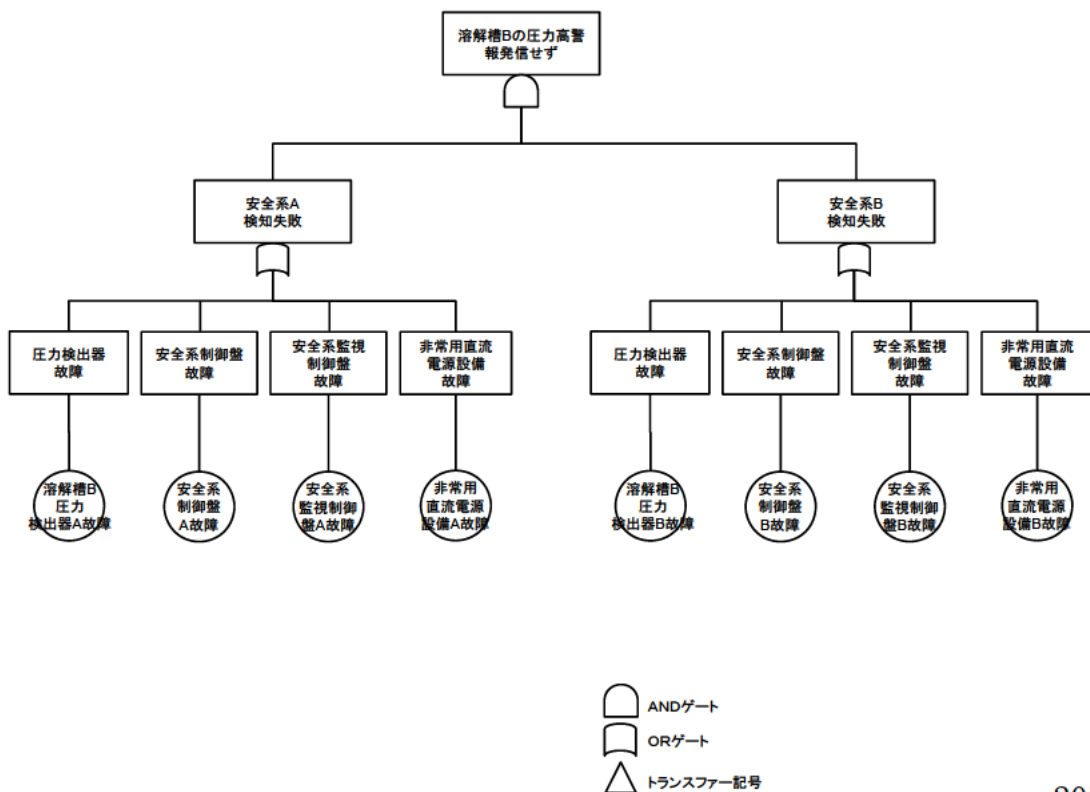 溶解槽Bの圧力高警
報発信せず
安全系A
検知失敗
安全系B
検知失敗
圧力検出器
故障
安全系制御盤
故障
安全系監視
制御盤
故障
非常用直流
電源設備
故障
圧力検出器
故障
安全系制御盤
故障
安全系監視
制御盤
故障
非常用直流
電源設備
故障
溶解槽B
圧力
検出器A故障
安全系
制御盤
A故障
安全系
監視制御
盤A故障
非常用
直流電源
設備A故障
溶解槽B
圧力
検出器B故障
安全系
制御盤
B故障
安全系
監視制御
盤B故障
非常用
直流電源
設備B故障
ANDゲート
ORゲート
トランスファー記号